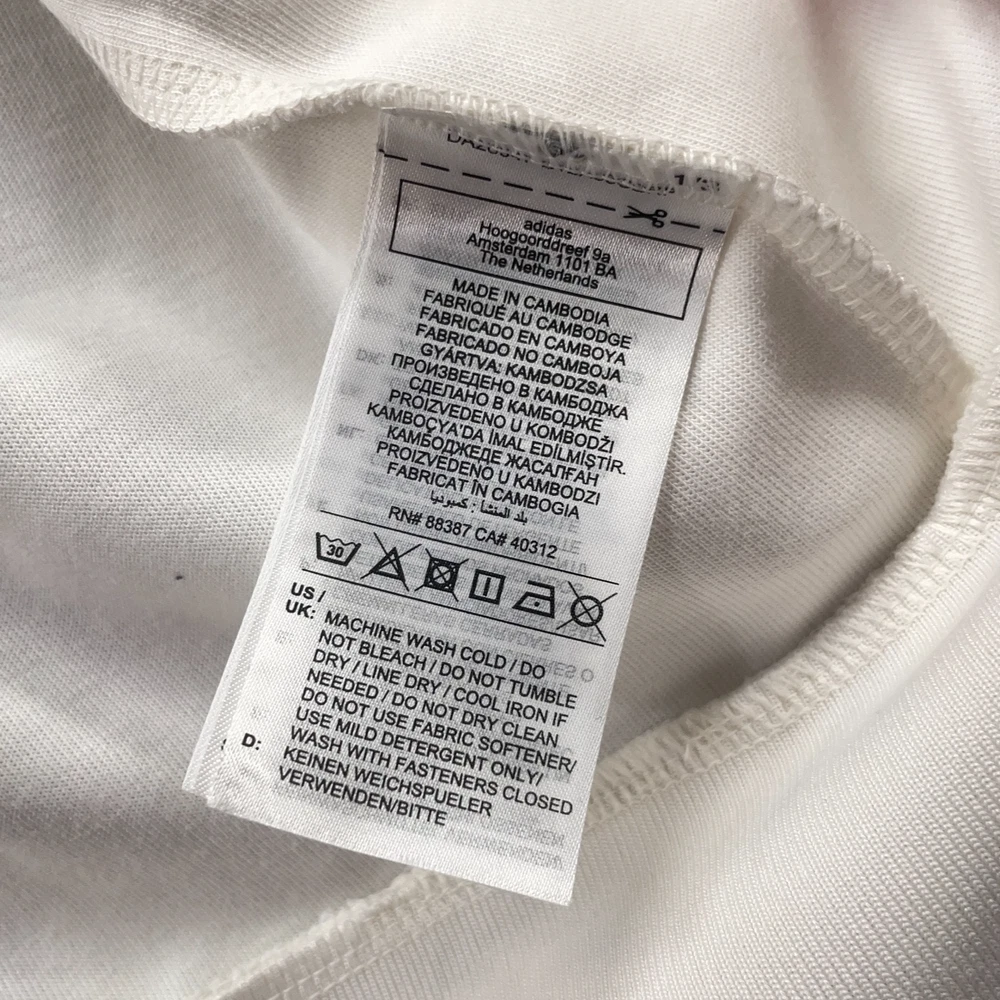 adidas
Hoogoorddreef 9a
Amsterdam 1101 BA
The Netherlands
MADE IN CAMBODIA
FABRIQUÉ AU CAMBODGE
FABRICADO EN CAMBOYA
FABRICADO NO CAMBOJA
GYÁRTVA: KAMBODZSA
ПРОИЗВЕДЕНО В КАМБОДЖА
СДЕЛАНО В КАМБОДЖЕ
PROIZVEDENO U KOMBODŽI
KAMBOÇYA'DA İMAL EDİLMİŞTİR.
КАМБОДЖЕДЕ ЖАСАЛҒАН
PROIZVEDENO U KAMBODZI
FABRICAT ÎN CAMBOGIA
بلد المنشأ : كمبوديا
RN# 88387 CA# 40312
30
US /
UK: MACHINE WASH COLD / DO
NOT BLEACH / DO NOT TUMBLE
DRY / LINE DRY / COOL IRON IF
NEEDED / DO NOT DRY CLEAN
DO NOT USE FABRIC SOFTENER/
USE MILD DETERGENT ONLY/
WASH WITH FASTENERS CLOSED
D: KEINEN WEICHSPUELER
VERWENDEN/BITTE